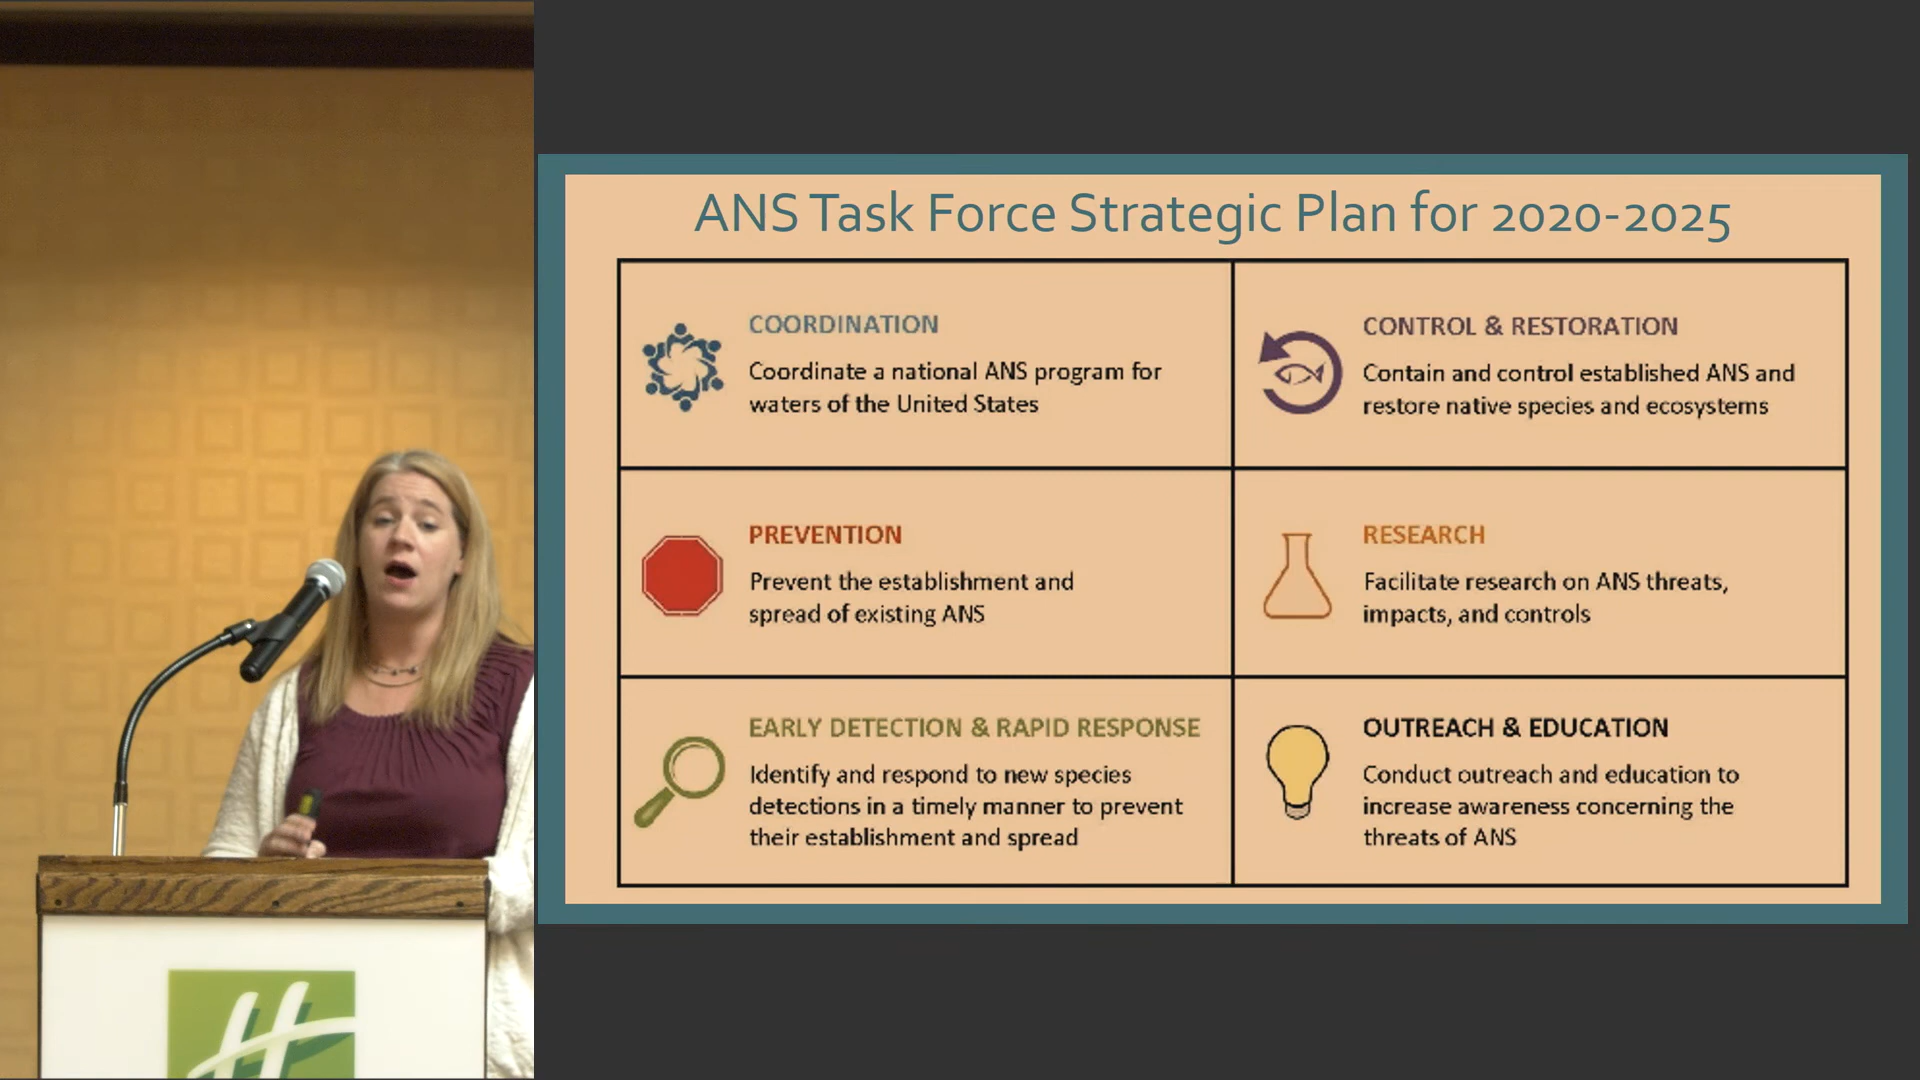 ANS Task Force Strategic Plan for 2020-2025
COORDINATION
Coordinate a national ANS program for
waters of the United States
CONTROL & RESTORATION
Contain and control established ANS and
restore native species and ecosystems
PREVENTION
Prevent the establishment and
spread of existing ANS
RESEARCH
Facilitate research on ANS threats,
impacts, and controls
EARLY DETECTION & RAPID RESPONSE
Identify and respond to new species
detections in a timely manner to prevent
their establishment and spread
OUTREACH & EDUCATION
Conduct outreach and education to
increase awareness concerning the
threats of ANS
H